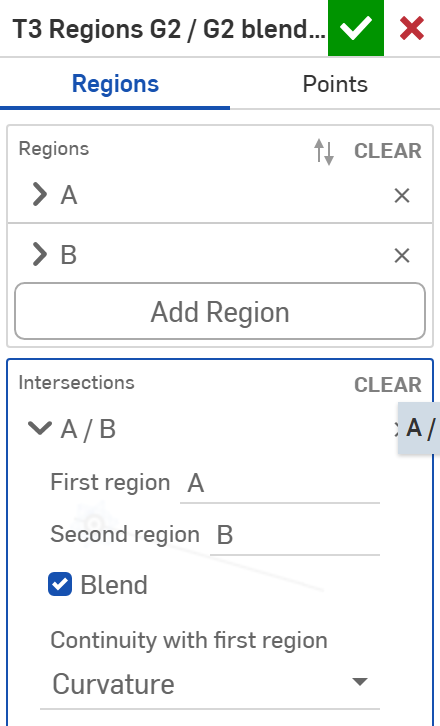 T3 Regions G2 / G2 blend...
Regions Points
Regions CLEAR
A
B
Add Region
Intersections CLEAR
A / B
A /
First region A
Second region B
Blend
Continuity with first region
Curvature